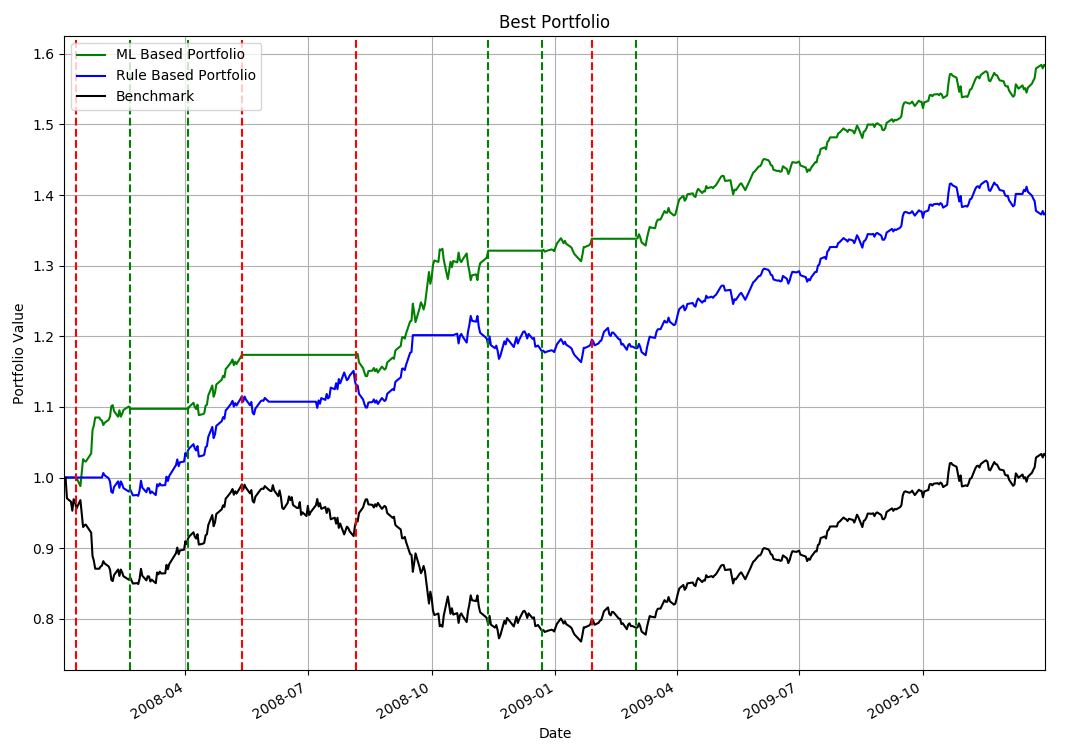 Best Portfolio
ML Based Portfolio
Rule Based Portfolio
Benchmark
1.6
1.5
1.4
1.3
1.2
1.1
1.0
0.9
0.8
Portfolio Value
2008-04
2008-07
2008-10
2009-01
2009-04
2009-07
2009-10
Date